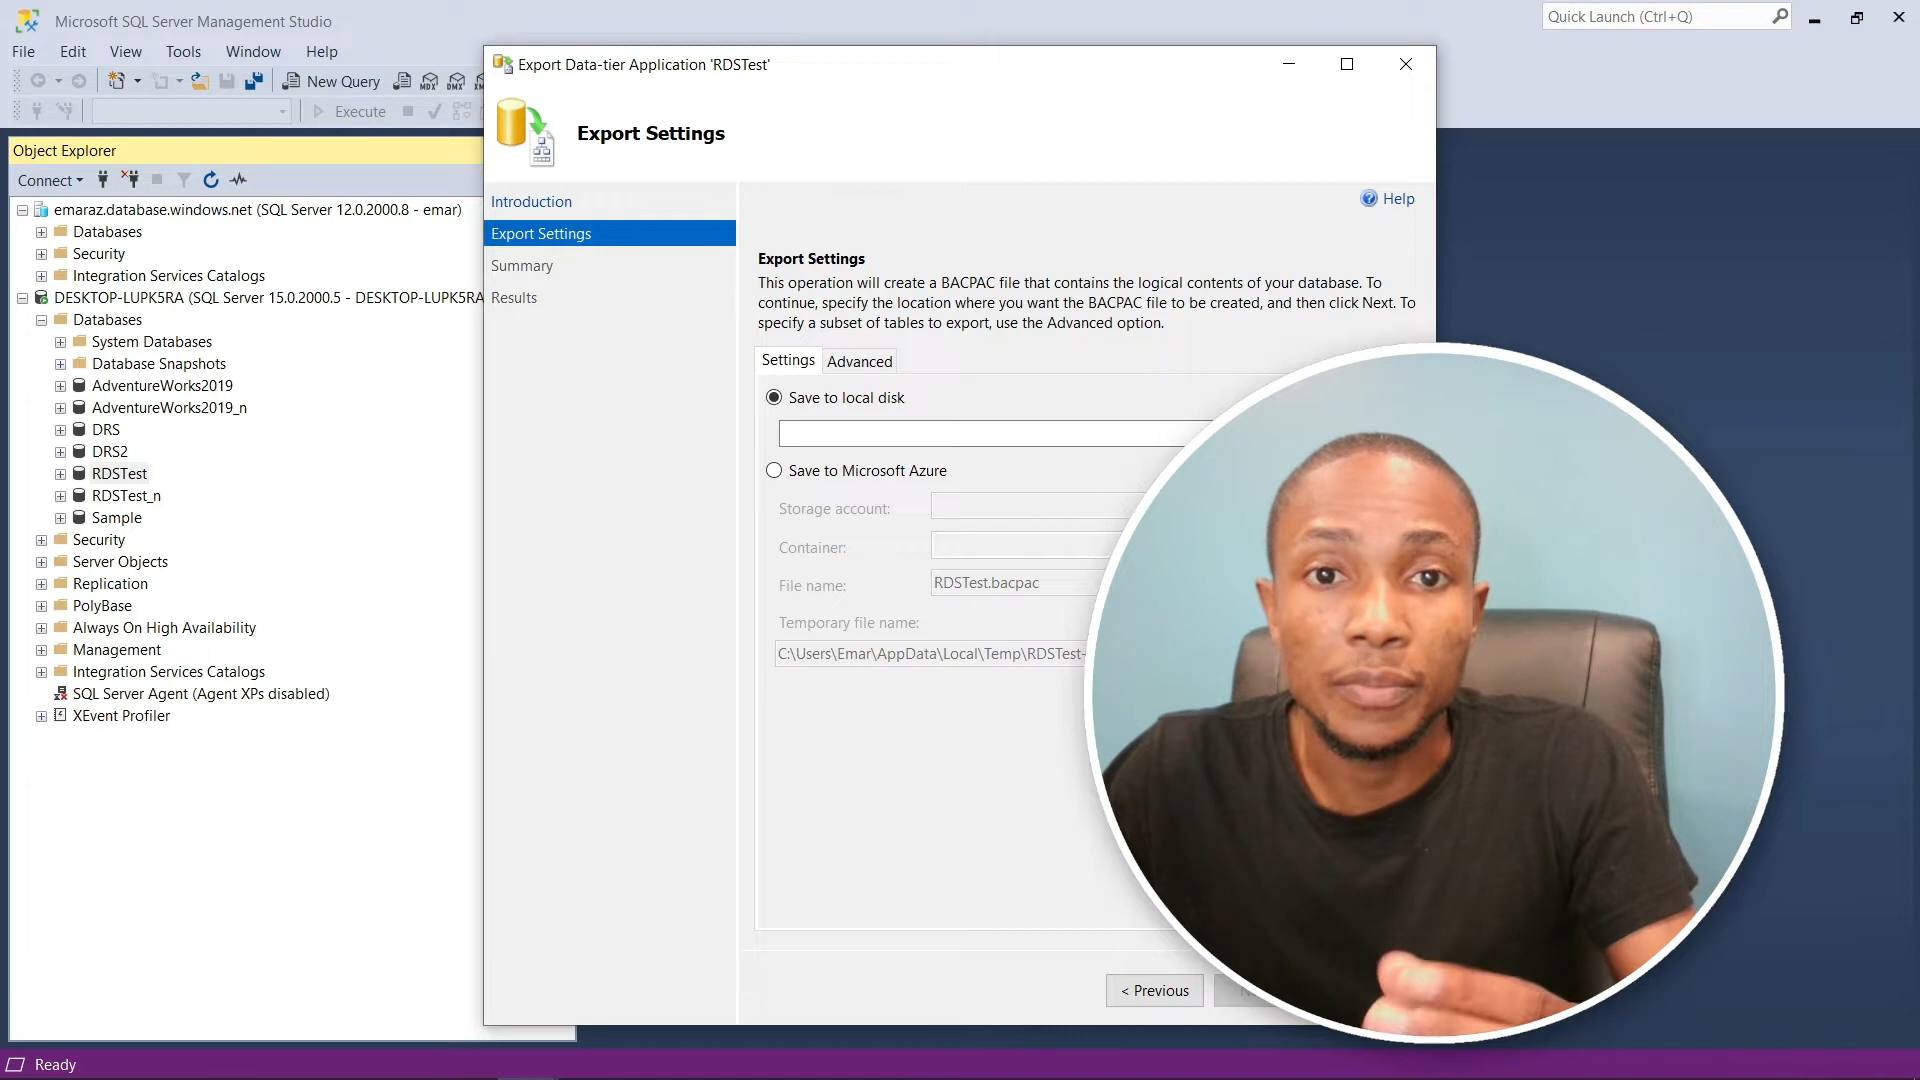 Microsoft SQL Server Management Studio
Quick Launch (Ctrl+Q)
File Edit View Tools Window Help
New Query
MDX
DMX
Execute
Object Explorer
Connect
emaraz.database.windows.net (SQL Server 12.0.2000.8 - emar)
Databases
Security
Integration Services Catalogs
DESKTOP-LUPK5RA (SQL Server 15.0.2000.5 - DESKTOP-LUPK5RA
Databases
System Databases
Database Snapshots
AdventureWorks2019
AdventureWorks2019_n
DRS
DRS2
RDSTest
RDSTest_n
Sample
Security
Server Objects
Replication
PolyBase
Always On High Availability
Management
Integration Services Catalogs
SQL Server Agent (Agent XPs disabled)
XEvent Profiler
Export Data-tier Application 'RDSTest'
Export Settings
Introduction
Export Settings
Summary
Results
Help
Export Settings
This operation will create a BACPAC file that contains the logical contents of your database. To
continue, specify the location where you want the BACPAC file to be created, and then click Next. To
specify a subset of tables to export, use the Advanced option.
Settings Advanced
Save to local disk
Save to Microsoft Azure
Storage account:
Container:
File name: RDSTest.bacpac
Temporary file name:
C:\Users\Emar\AppData\Local\Temp\RDSTest-
< Previous
Ready